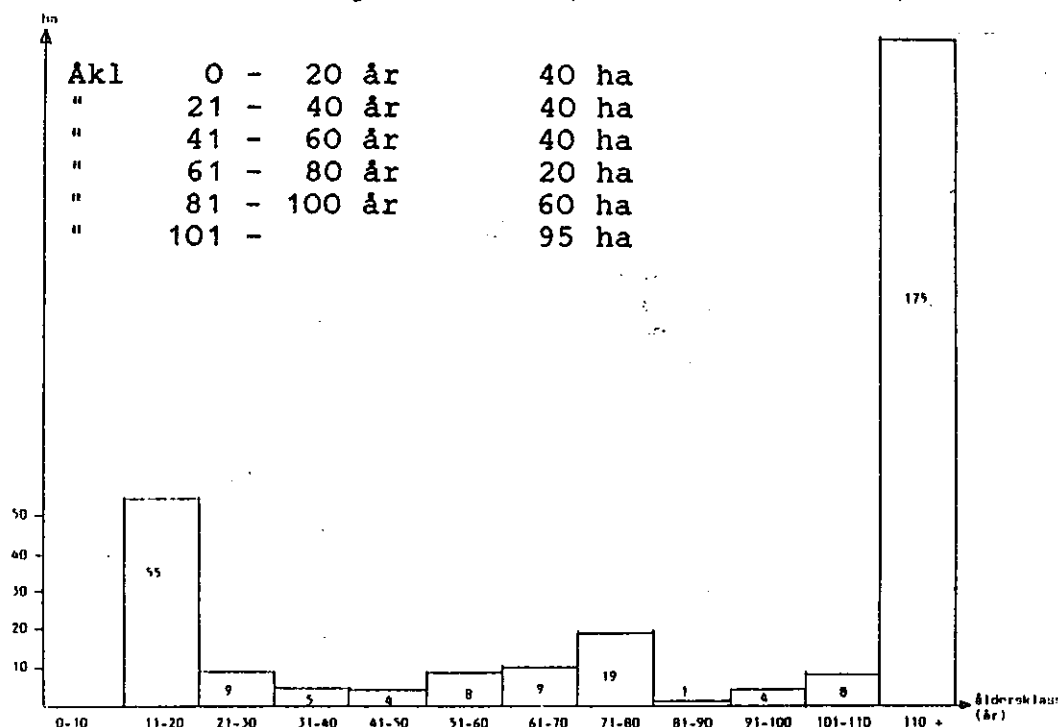 ha
Åkl 0 - 20 år 40 ha
" 21 - 40 år 40 ha
" 41 - 60 år 40 ha
" 61 - 80 år 20 ha
" 81 - 100 år 60 ha
" 101 - 95 ha
175
50
40
30
20
10
55
9
5
4
8
9
19
1
4
8
0-10 11-20 21-30 31-40 41-50 51-60 61-70 71-80 81-90 91-100 101-110 110 +
åldersklass
(år)